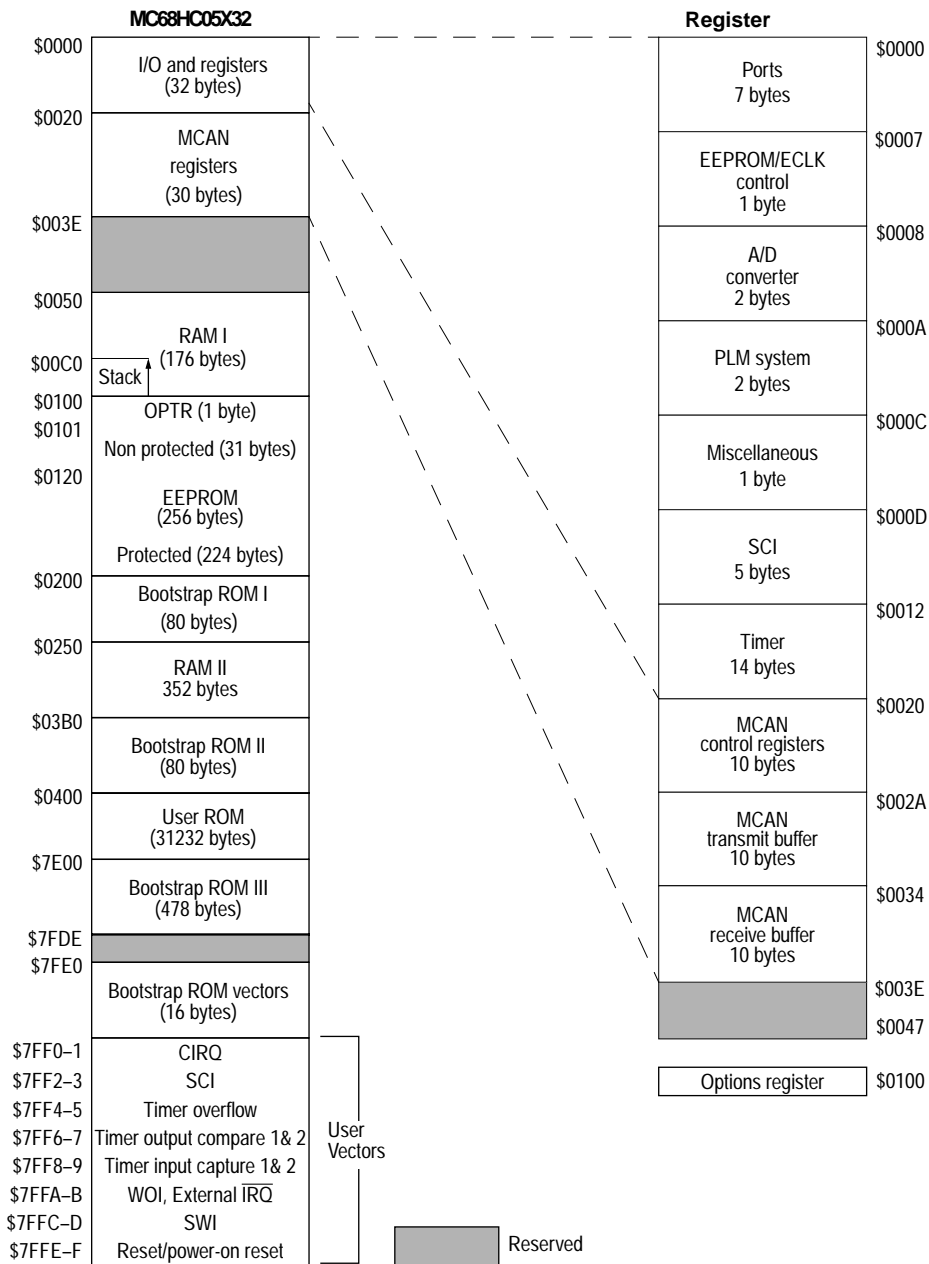 MC68HC05X32
$0000
I/O and registers
(32 bytes)
$0020
MCAN
registers
(30 bytes)
$003E
$0050
RAM I
(176 bytes)
$00C0
Stack
$0100
OPTR (1 byte)
$0101
Non protected (31 bytes)
$0120
EEPROM
(256 bytes)
Protected (224 bytes)
$0200
Bootstrap ROM I
(80 bytes)
$0250
RAM II
352 bytes
$03B0
Bootstrap ROM II
(80 bytes)
$0400
User ROM
(31232 bytes)
$7E00
Bootstrap ROM III
(478 bytes)
$7FDE
$7FE0
Bootstrap ROM vectors
(16 bytes)
$7FF0–1 CIRQ
$7FF2–3 SCI
$7FF4–5 Timer overflow
$7FF6–7 Timer output compare 1& 2
$7FF8–9 Timer input capture 1& 2
$7FFA–B WOI, External IRQ
$7FFC–D SWI
$7FFE–F Reset/power-on reset
User
Vectors
Reserved
Register
$0000
Ports
7 bytes
$0007
EEPROM/ECLK
control
1 byte
$0008
A/D
converter
2 bytes
$000A
PLM system
2 bytes
$000C
Miscellaneous
1 byte
$000D
SCI
5 bytes
$0012
Timer
14 bytes
$0020
MCAN
control registers
10 bytes
$002A
MCAN
transmit buffer
10 bytes
$0034
MCAN
receive buffer
10 bytes
$003E
$0047
Options register $0100